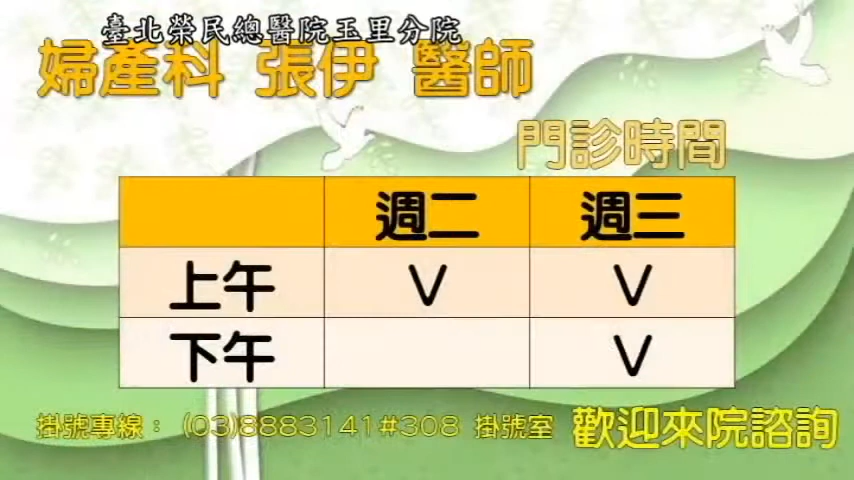 臺北榮民總醫院玉里分院
婦產科 張伊 醫師
門診時間
週二 週三
上午 V V
下午 V
掛號專線： (03)8883141#308 掛號室 歡迎來院諮詢